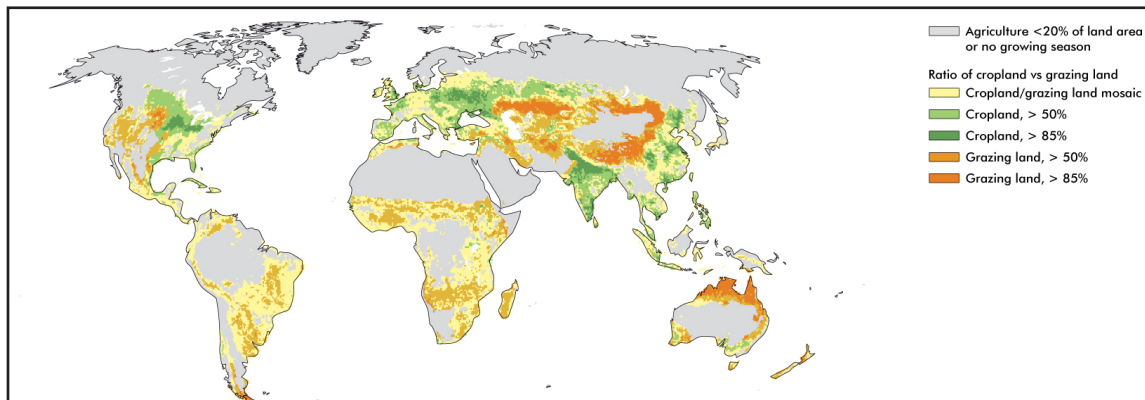 Agriculture <20% of land area
or no growing season
Ratio of cropland vs grazing land
Cropland/grazing land mosaic
Cropland, > 50%
Cropland, > 85%
Grazing land, > 50%
Grazing land, > 85%